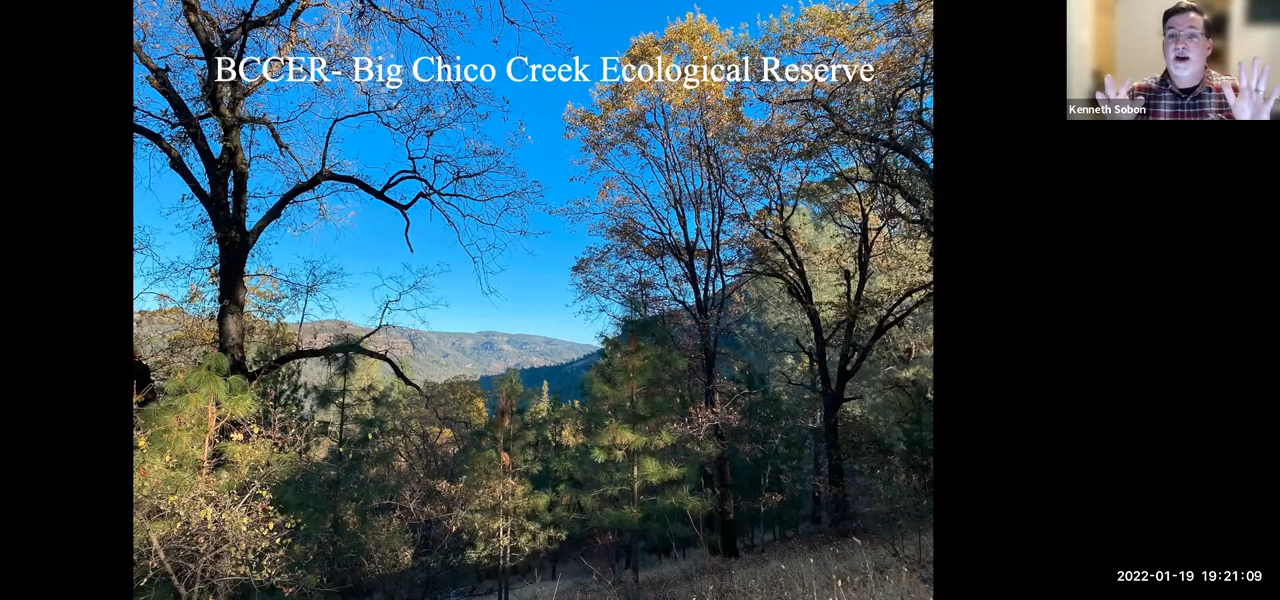 BCCER- Big Chico Creek Ecological Reserve
Kenneth Sobon
2022-01-19 19:21:09